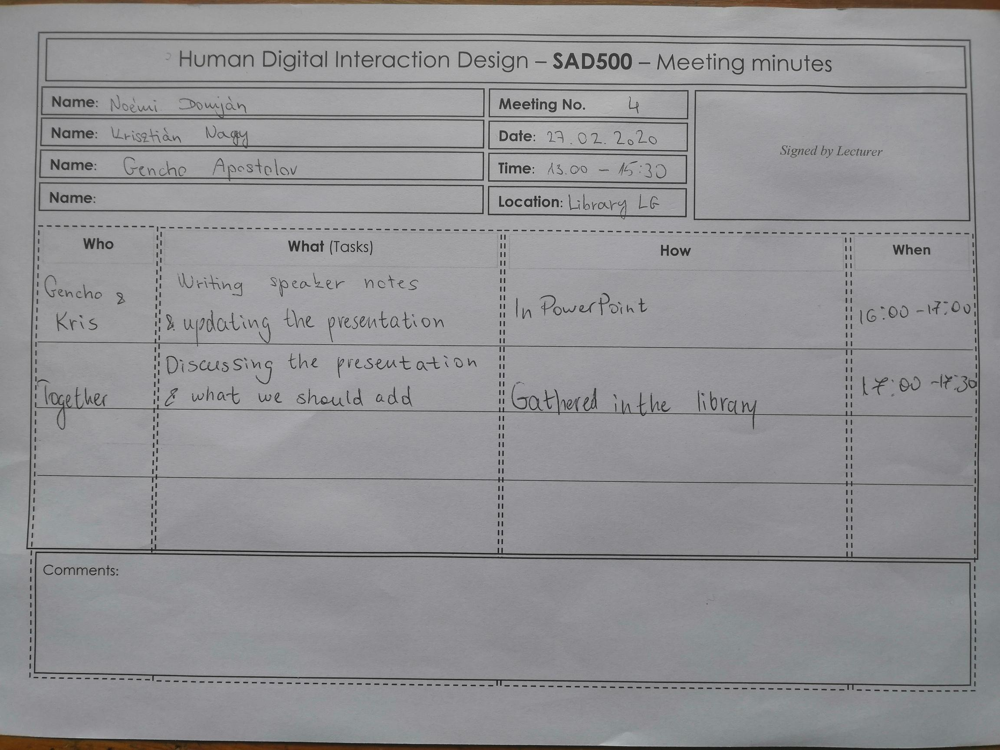 Human Digital Interaction Design – SAD500 – Meeting minutes
Name: Noémi Domján
Meeting No. 4
Name: Krisztián Nagy
Date: 27.02.2020
Name: Gencho Apostolov
Time: 13.00 – 15:30
Name:
Location: Library LG
Signed by Lecturer
Who
What (Tasks)
How
When
Gencho &
Kris
Writing speaker notes
& updating the presentation
In PowerPoint
16:00 - 17:00
Together
Discussing the presentation
& what we should add
Gathered in the library
17:00 - 17:30
Comments: